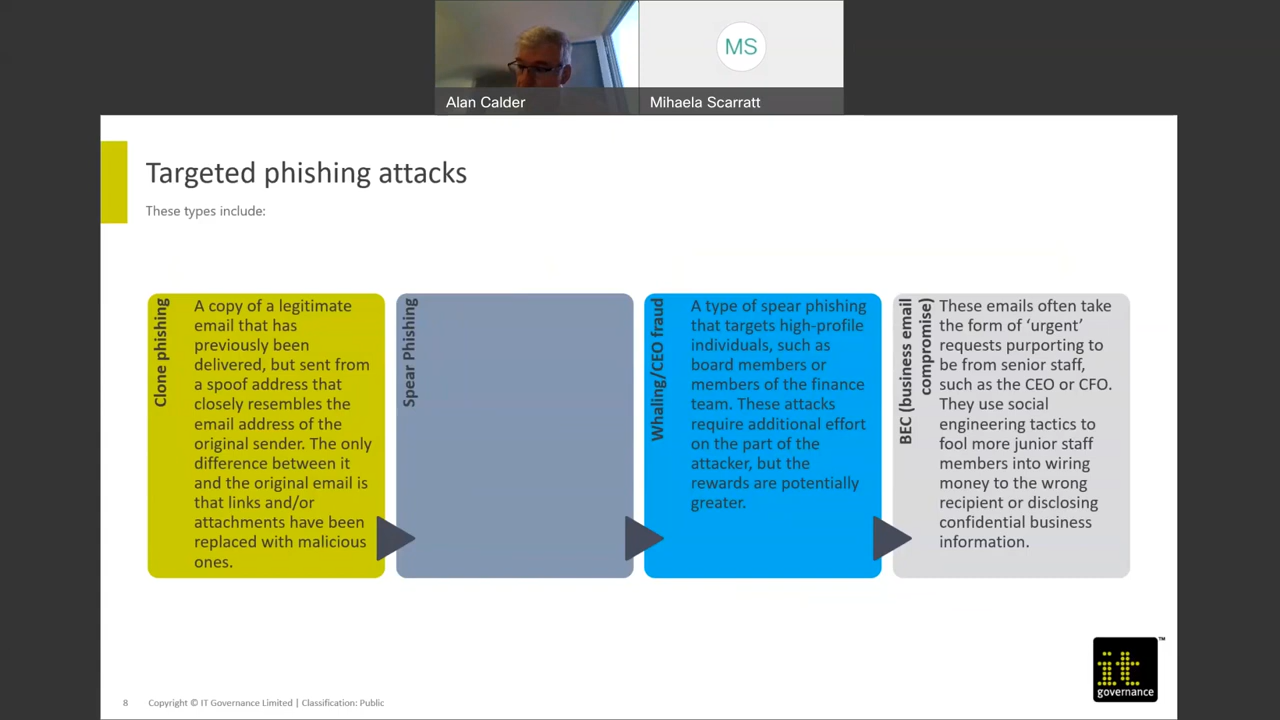 MS
Alan Calder
Mihaela Scarratt
Targeted phishing attacks
These types include:
Clone phishing
A copy of a legitimate
email that has
previously been
delivered, but sent from
a spoof address that
closely resembles the
email address of the
original sender. The only
difference between it
and the original email is
that links and/or
attachments have been
replaced with malicious
ones.
Spear Phishing
Whaling/CEO fraud
A type of spear phishing
that targets high-profile
individuals, such as
board members or
members of the finance
team. These attacks
require additional effort
on the part of the
attacker, but the
rewards are potentially
greater.
BEC (business email
compromise)
These emails often take
the form of ‘urgent’
requests purporting to
be from senior staff,
such as the CEO or CFO.
They use social
engineering tactics to
fool more junior staff
members into wiring
money to the wrong
recipient or disclosing
confidential business
information.
it
governance
TM
8
Copyright © IT Governance Limited | Classification: Public